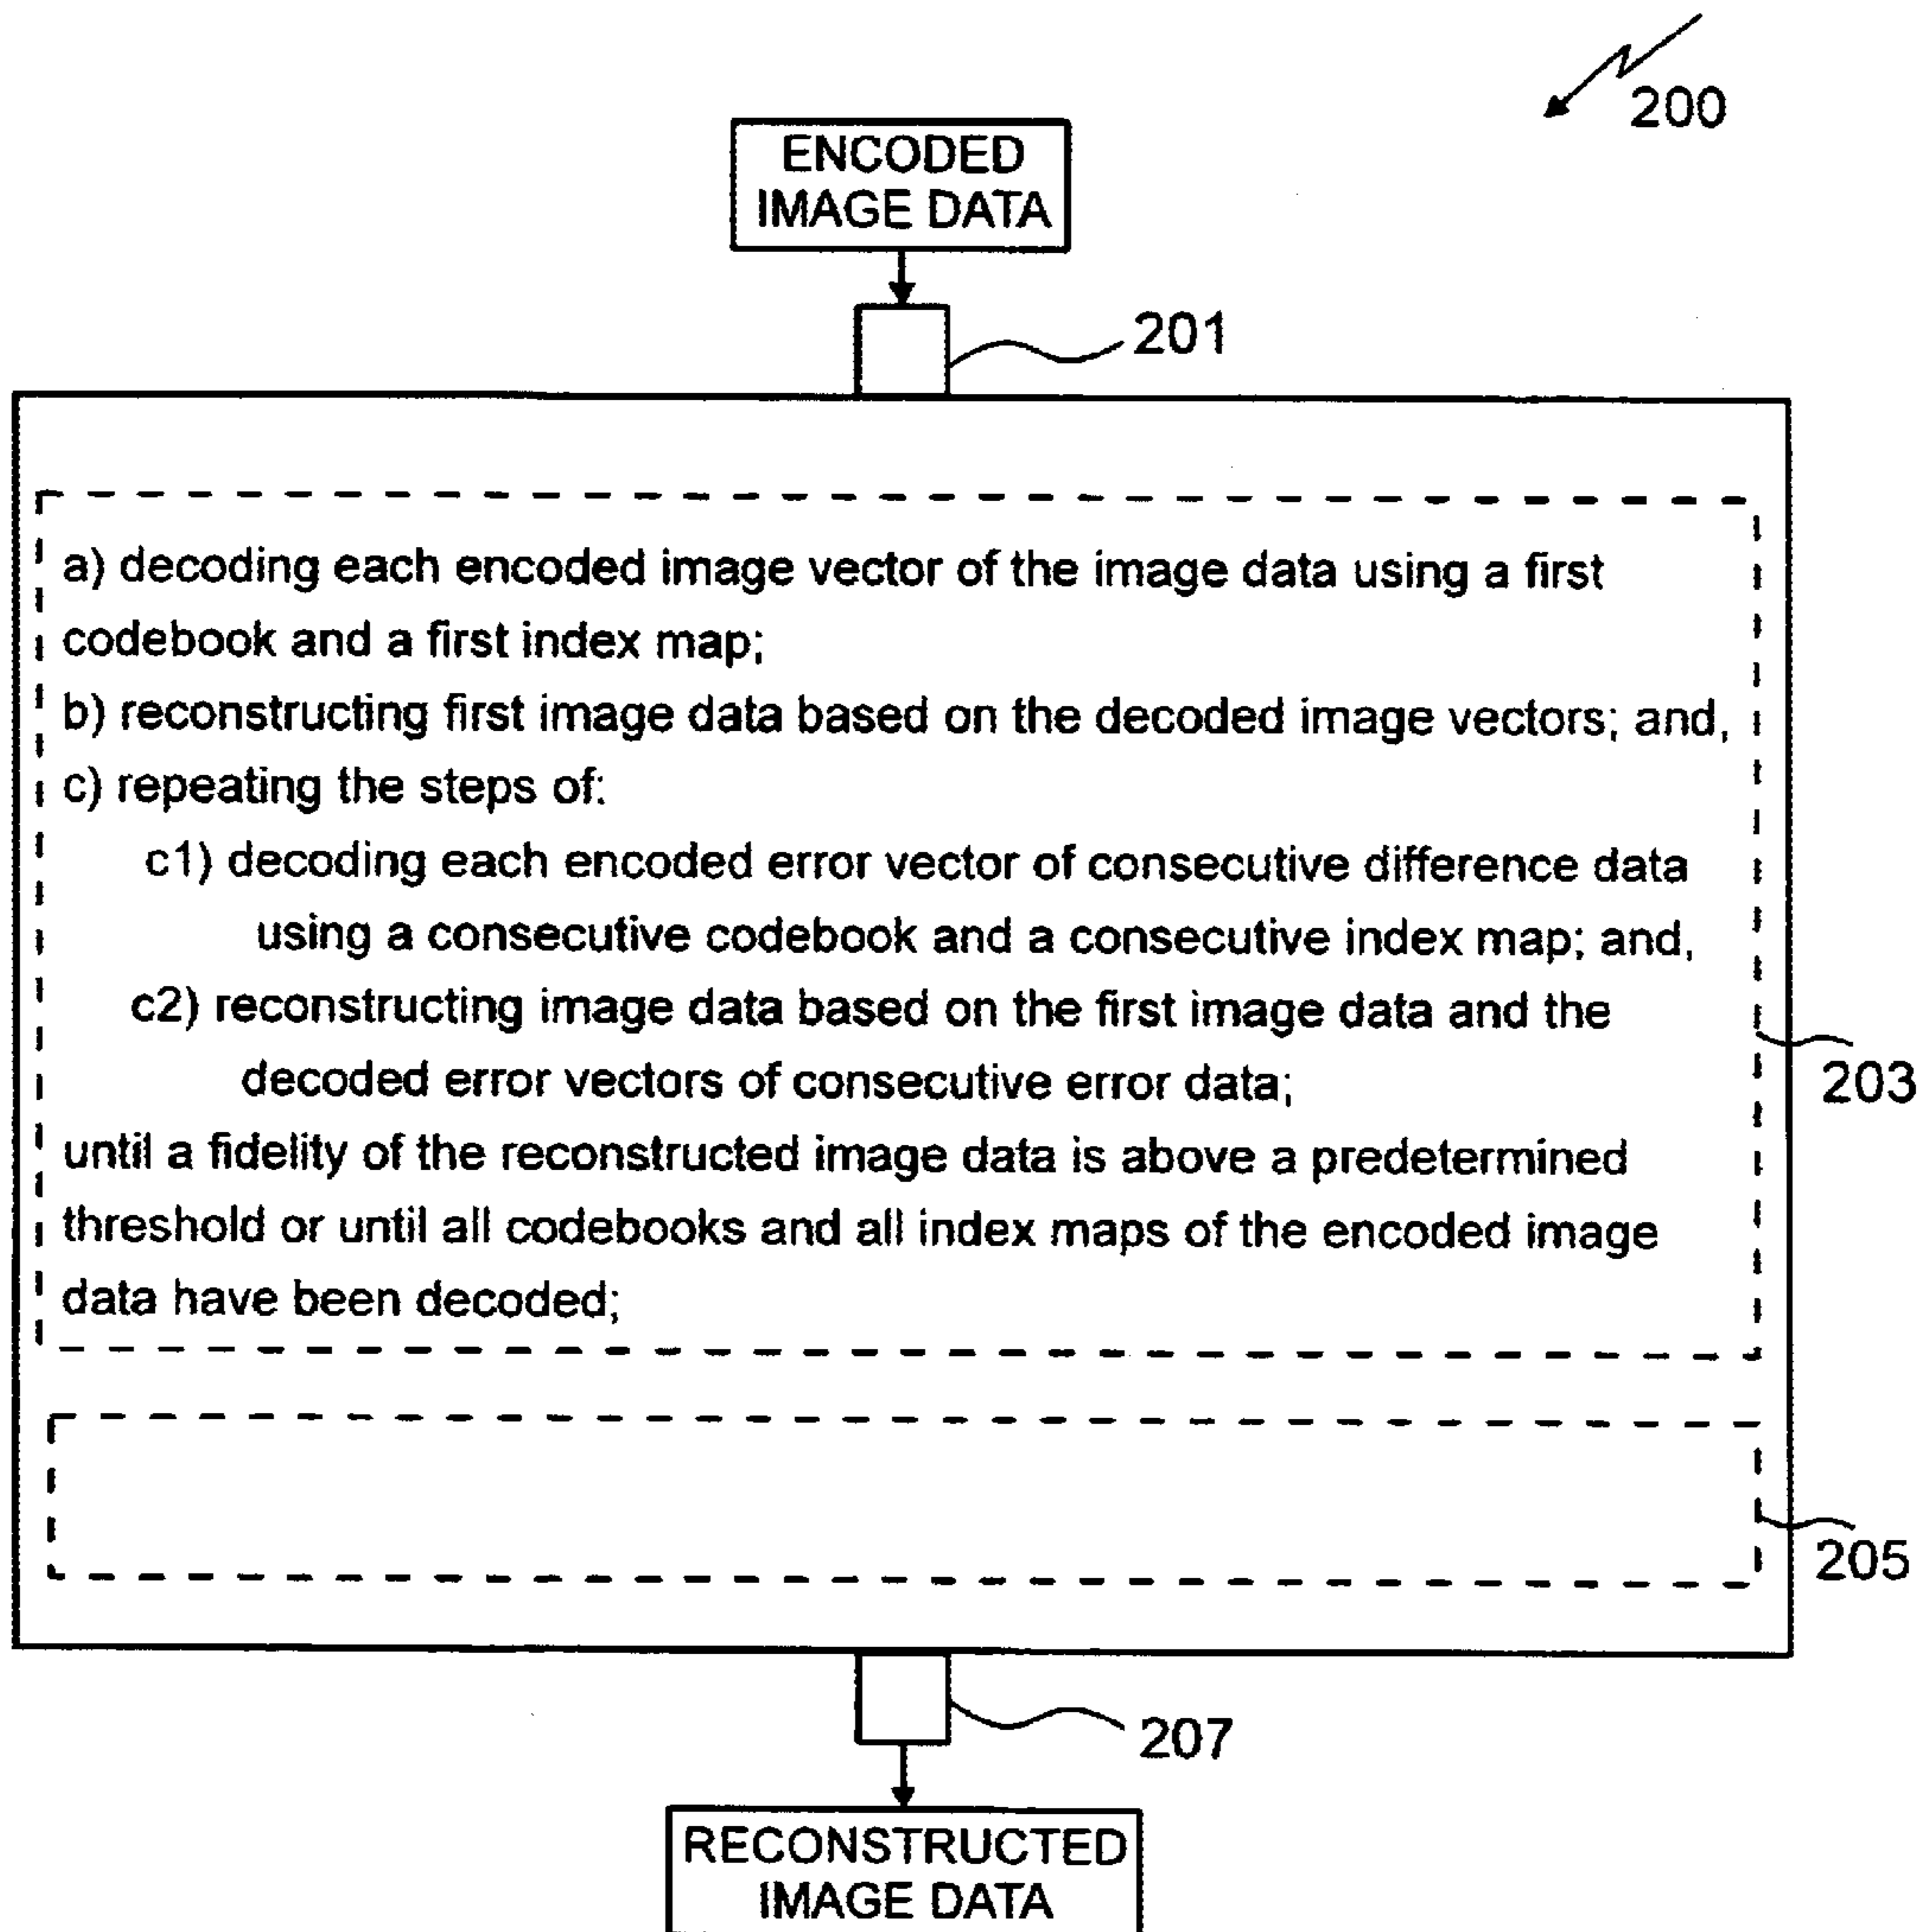 200
ENCODED
IMAGE DATA
201
a) decoding each encoded image vector of the image data using a first
codebook and a first index map;
b) reconstructing first image data based on the decoded image vectors; and,
c) repeating the steps of:
c1) decoding each encoded error vector of consecutive difference data
using a consecutive codebook and a consecutive index map; and,
c2) reconstructing image data based on the first image data and the
decoded error vectors of consecutive error data;
203
until a fidelity of the reconstructed image data is above a predetermined
threshold or until all codebooks and all index maps of the encoded image
data have been decoded;
205
207
RECONSTRUCTED
IMAGE DATA